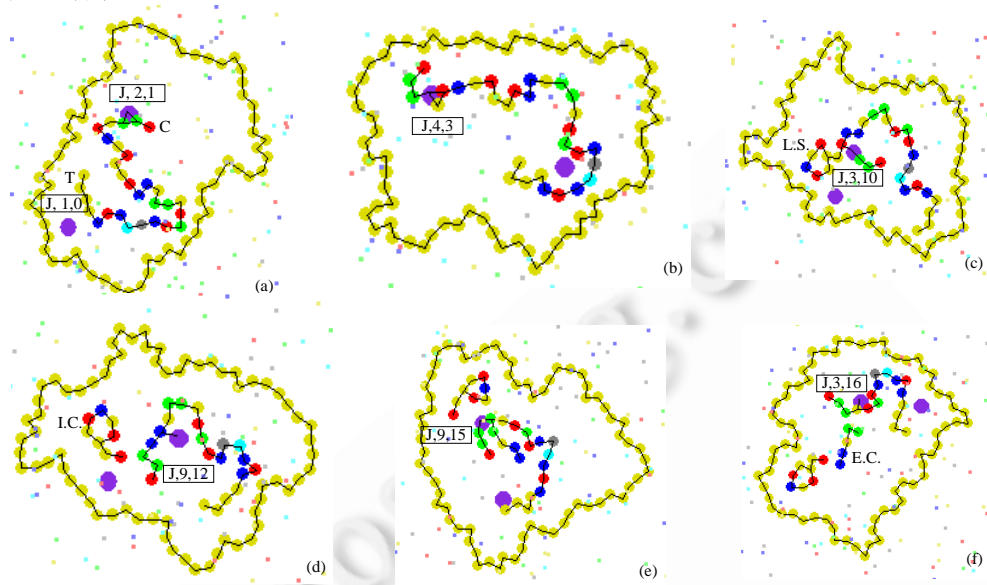 J, 2,1
C
T
J, 1,0
(a)
J,4,3
(b)
L.S.
J,3,10
(c)
I.C.
J,9,12
(d)
J,9,15
(e)
J,3,16
E.C.
(f)